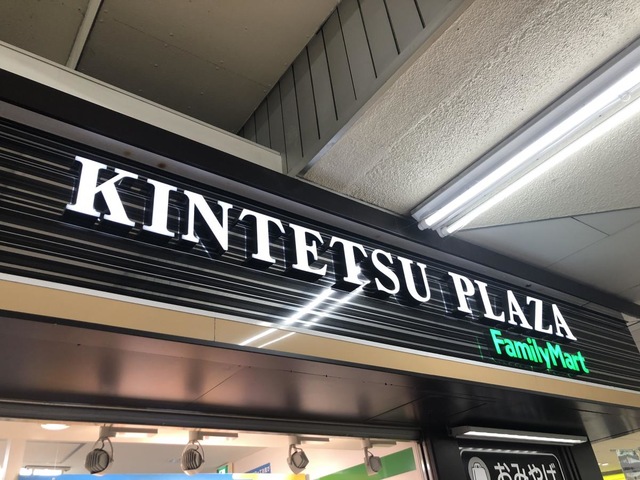 KINTETSU PLAZA
FamilyMart
おみやげ